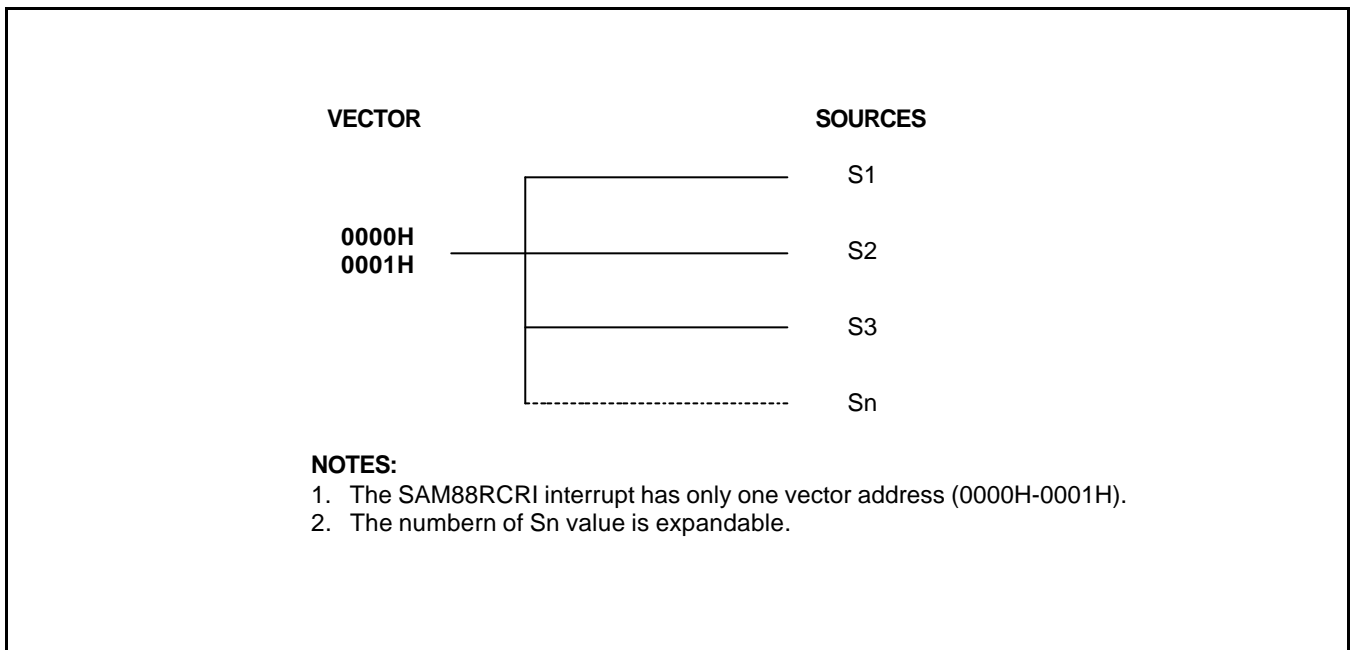 VECTOR SOURCES
S1
0000H
0001H
S2
S3
Sn
NOTES:
1. The SAM88RCRI interrupt has only one vector address (0000H-0001H).
2. The numbern of Sn value is expandable.